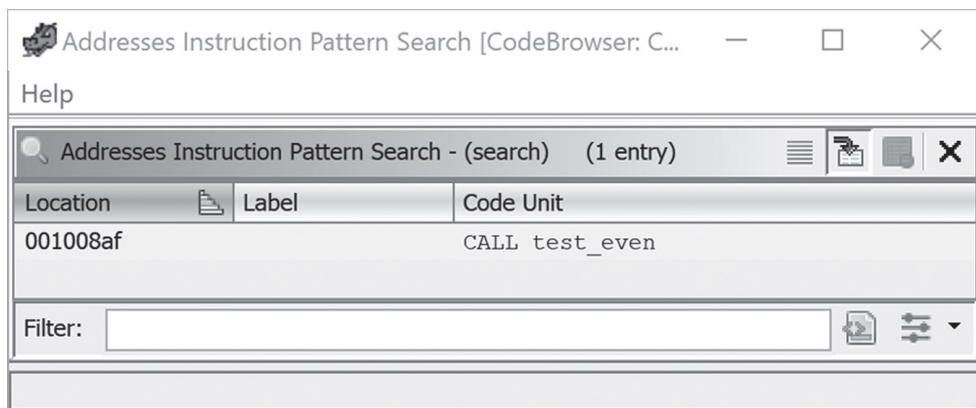 Addresses Instruction Pattern Search [CodeBrowser: C...
Help
Addresses Instruction Pattern Search - (search) (1 entry)
Location Label Code Unit
001008af CALL test_even
Filter: